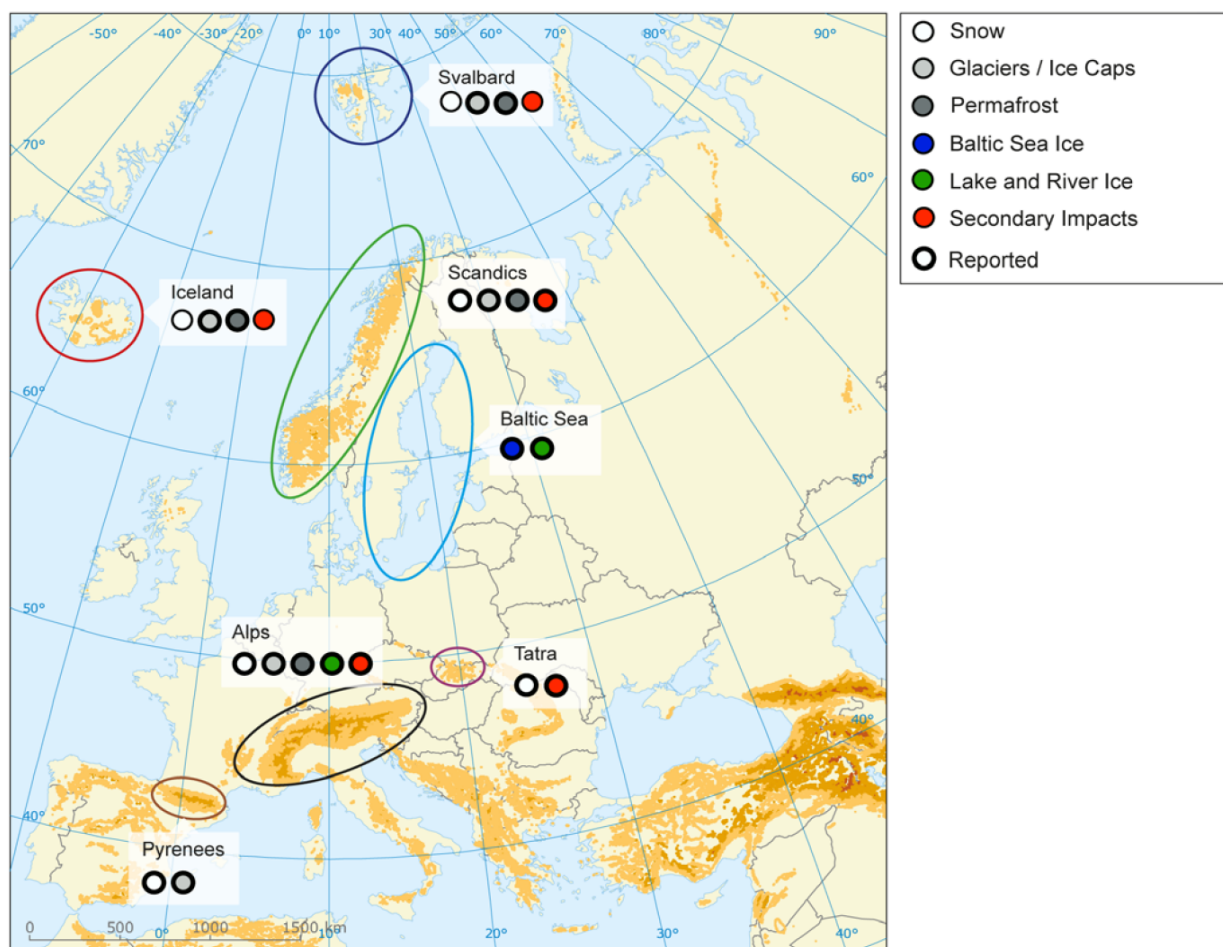 -50° -40° -30° -20° 0° 10° 20° 30° 40° 50° 60° 70° 90°
Snow
Glaciers / Ice Caps
Permafrost
Baltic Sea Ice
Lake and River Ice
Secondary Impacts
Reported
Svalbard
70°
60°
Scandics
Iceland
60°
Baltic Sea
50°
50°
Alps
Tatra
40°
40°
Pyrenees
0 500 1000 1500 km
-10° 0° 10° 20° 30° 40°